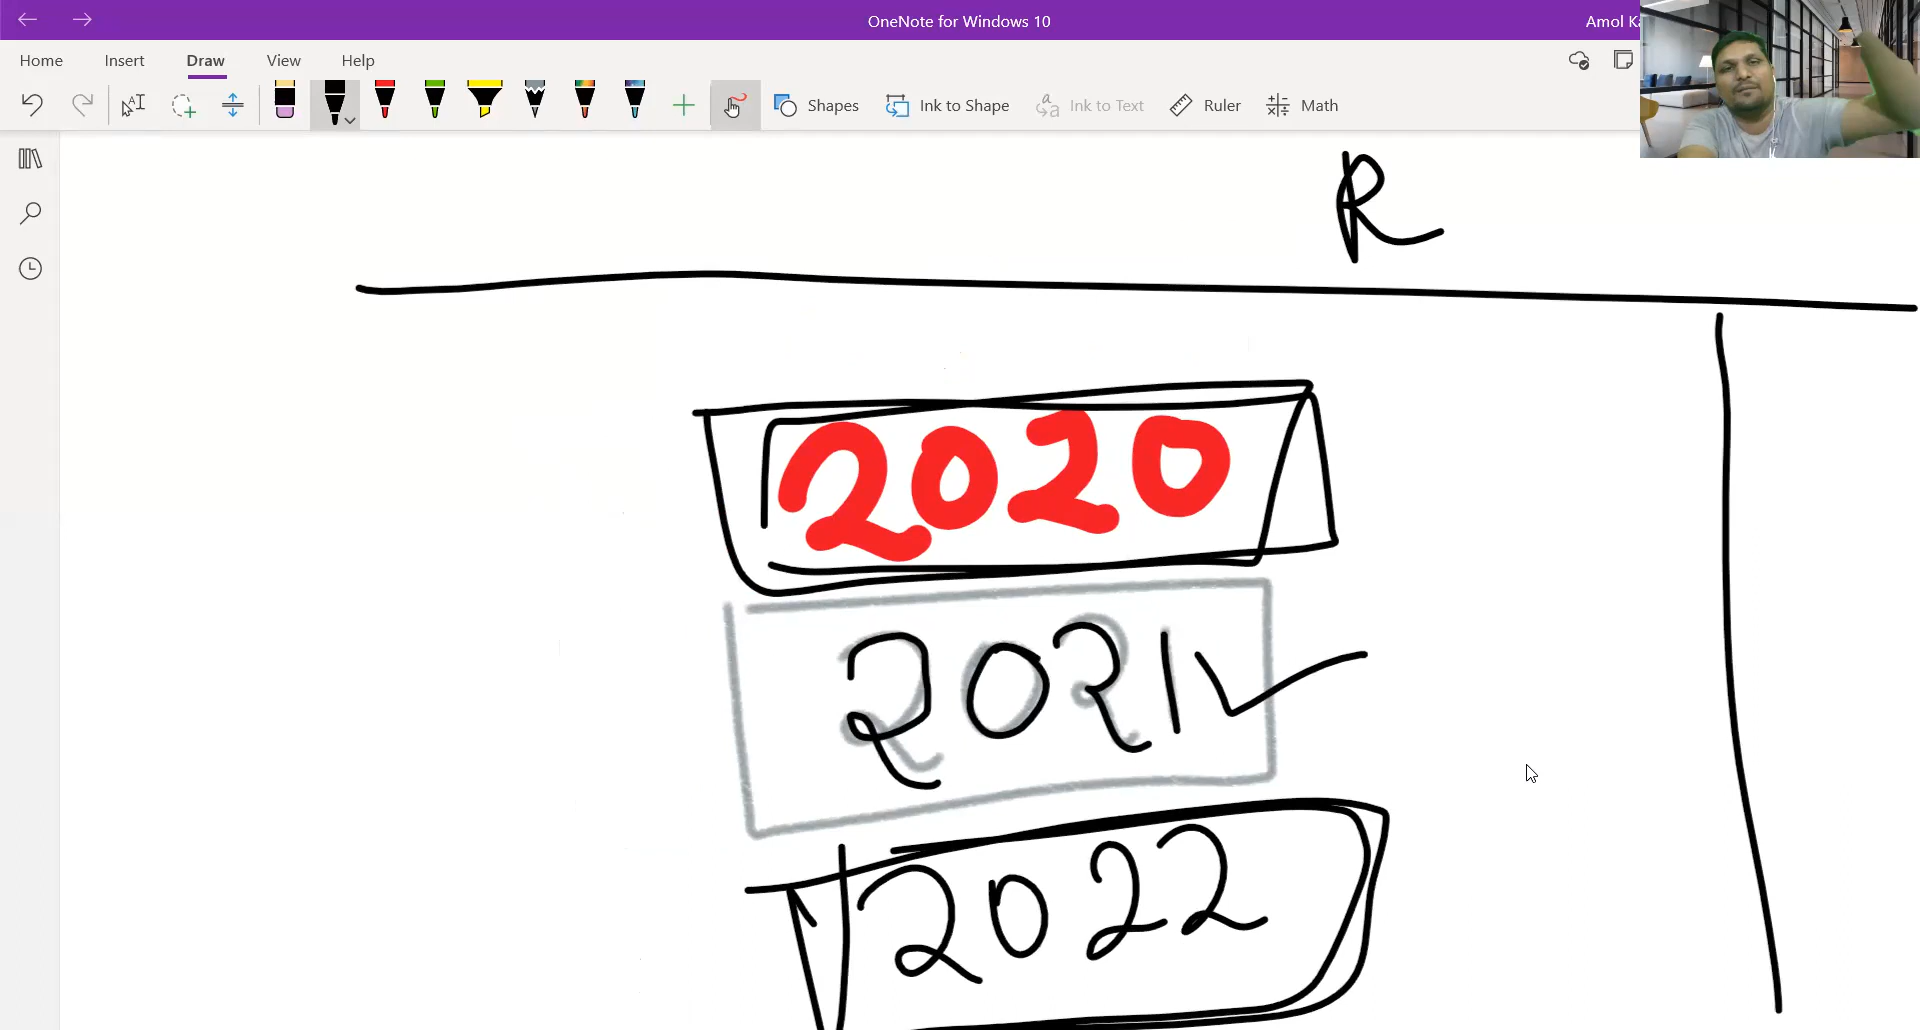 OneNote for Windows 10
Amol Ka
Home Insert Draw View Help
Shapes Ink to Shape Ink to Text Ruler Math
R
2020
2021
2022